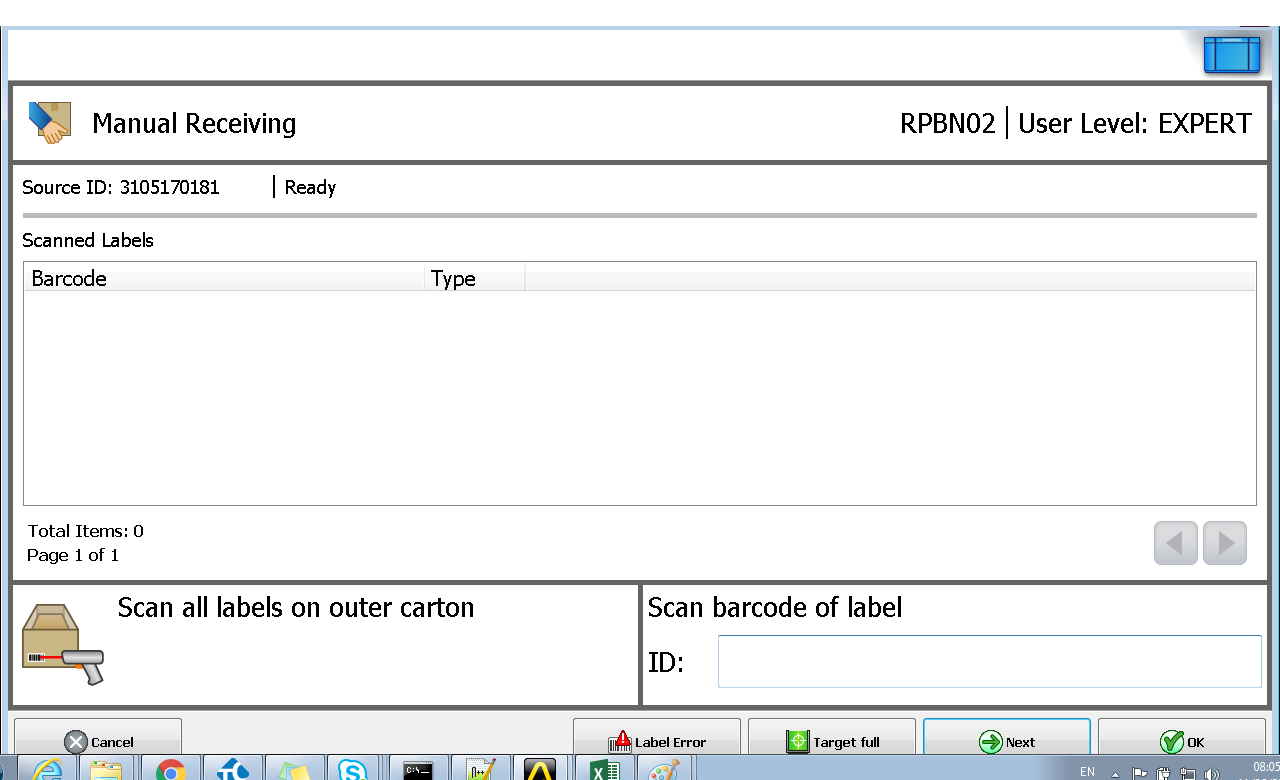 Manual Receiving
RPBN02 | User Level: EXPERT
Source ID: 3105170181 | Ready
Scanned Labels
Barcode Type
Total Items: 0
Page 1 of 1
Scan all labels on outer carton
Scan barcode of label
ID:
Cancel Label Error Target full Next OK
EN 08:05